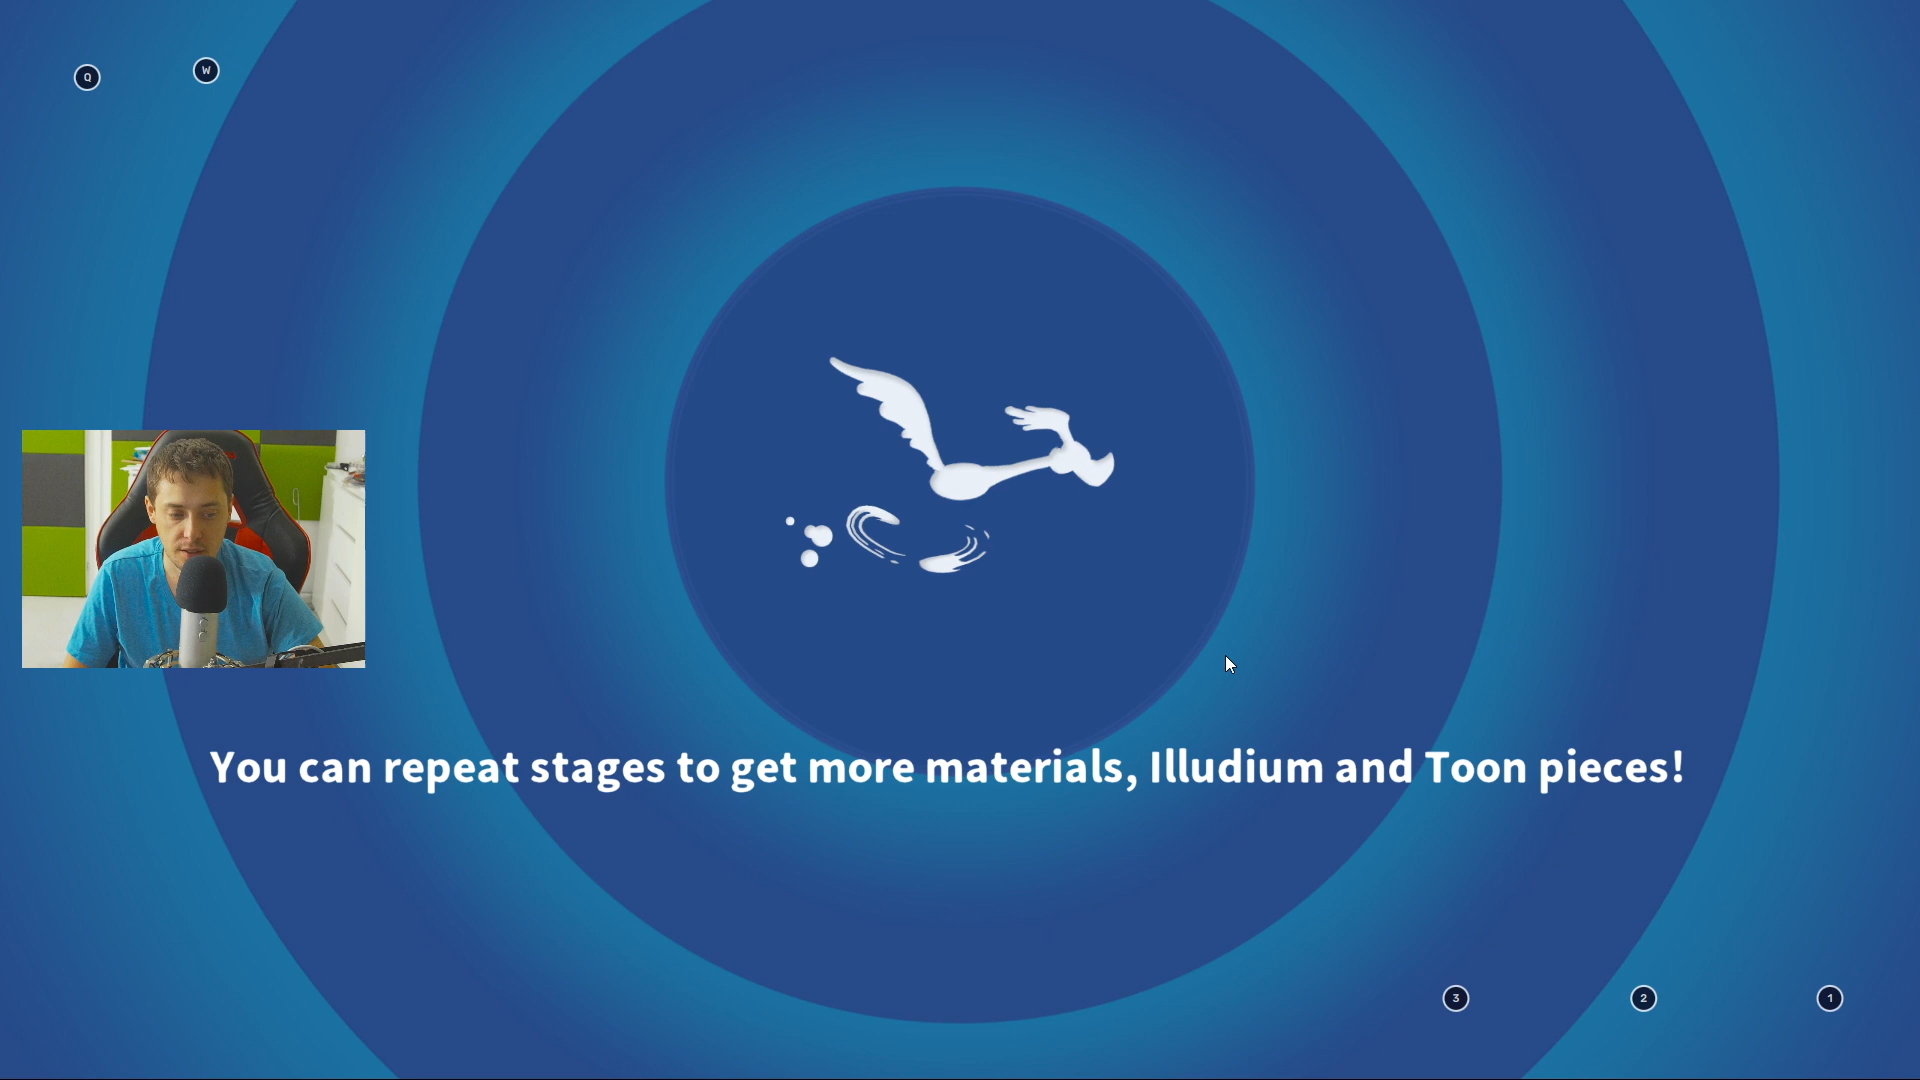 Q
W
You can repeat stages to get more materials, Illudium and Toon pieces!
3
2
1